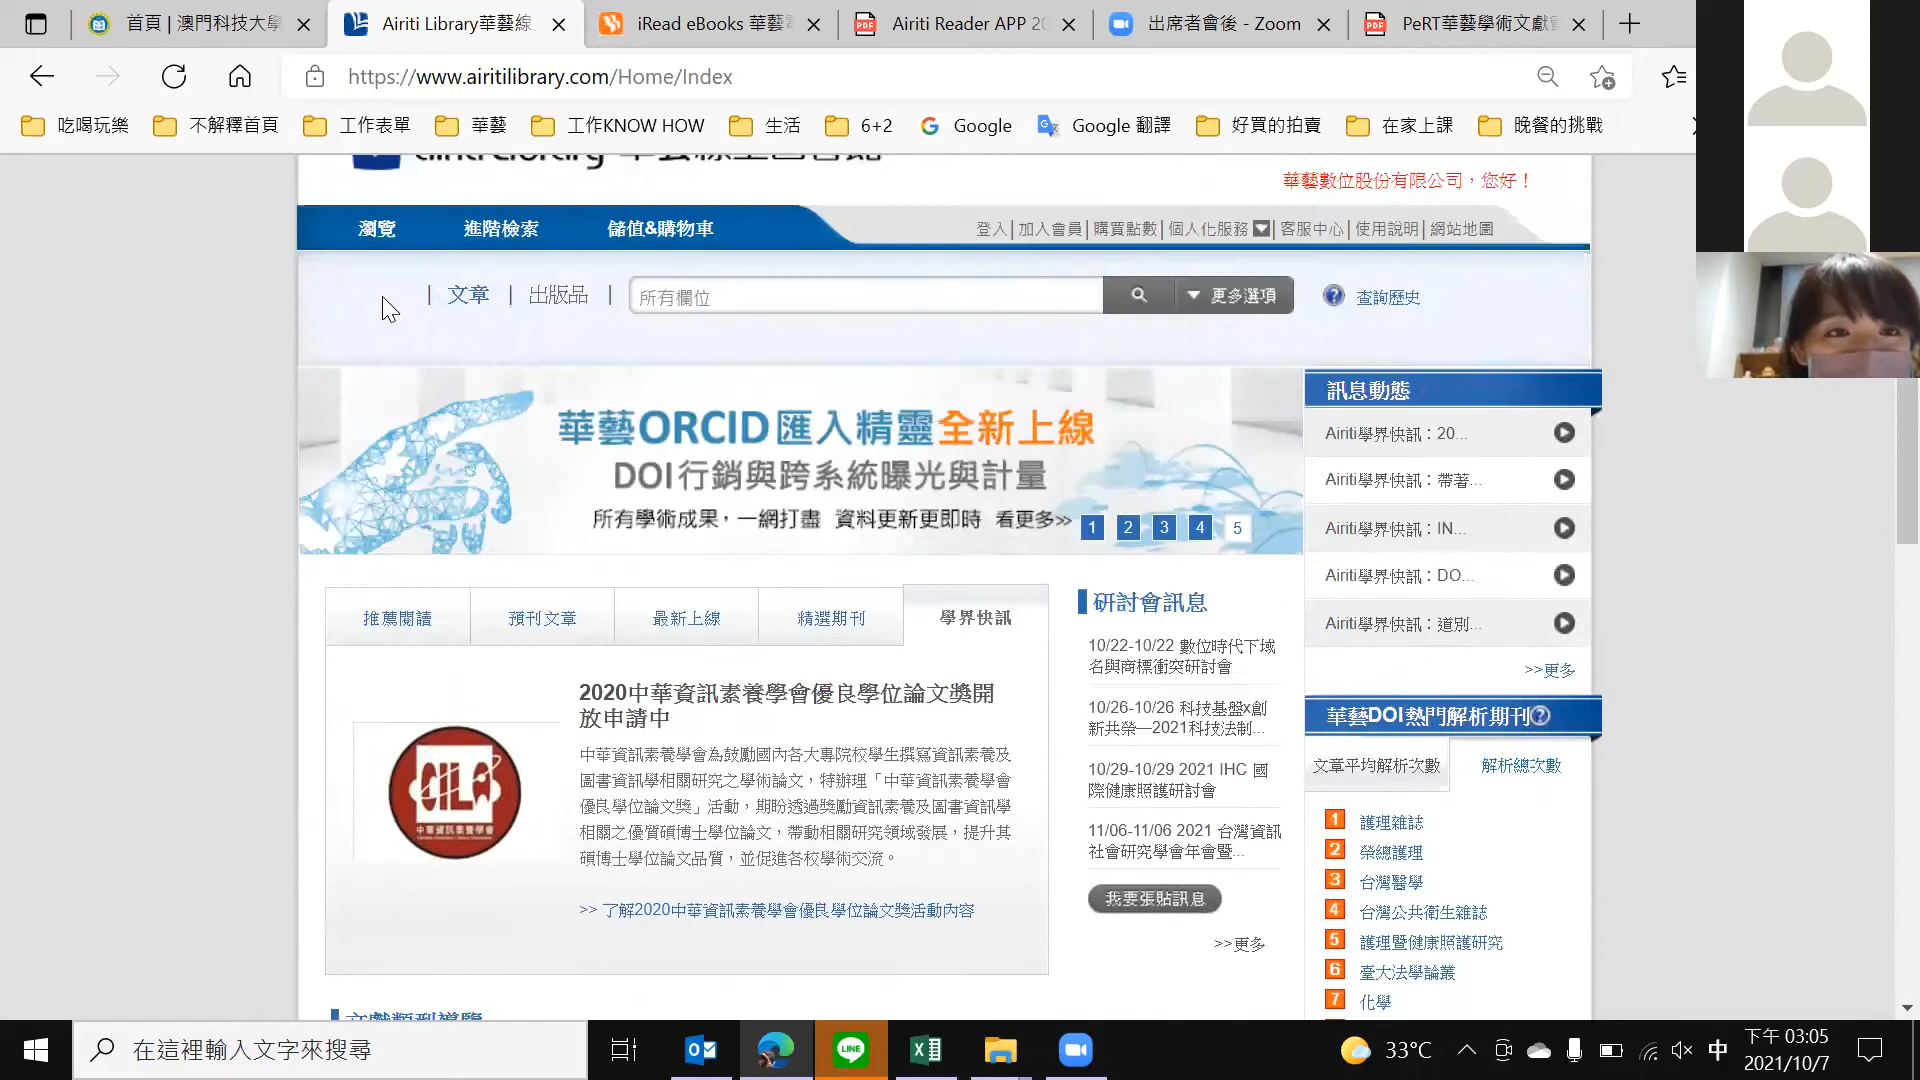 首頁 | 澳門科技大學
Airiti Library華藝線
iRead eBooks 華藝
Airiti Reader APP 20
出席者會後 - Zoom
PeRT華藝學術文獻
https://www.airitilibrary.com/Home/Index
吃喝玩樂
不解釋首頁
工作表單
華藝
工作KNOW HOW
生活
6+2
Google
Google 翻譯
好買的拍賣
在家上課
晚餐的挑戰
華藝數位股份有限公司，您好！
瀏覽
進階檢索
儲值&購物車
登入|加入會員|購買點數|個人化服務|客服中心|使用說明|網站地圖
| 文章 | 出版品 |
所有欄位
更多選項
查詢歷史
華藝ORCID匯入精靈全新上線
DOI行銷與跨系統曝光與計量
所有學術成果，一網打盡 資料更新更即時 看更多>>
1 2 3 4 5
訊息動態
Airiti學界快訊：20...
Airiti學界快訊：帶著...
Airiti學界快訊：IN...
Airiti學界快訊：DO...
Airiti學界快訊：道別...
>>更多
推薦閱讀
預刊文章
最新上線
精選期刊
學界快訊
2020中華資訊素養學會優良學位論文獎開
放申請中
中華資訊素養學會為鼓勵國內各大專院校學生撰寫資訊素養及
圖書資訊學相關研究之學術論文，特辦理「中華資訊素養學會
優良學位論文獎」活動，期盼透過獎勵資訊素養及圖書資訊學
相關之優質碩博士學位論文，帶動相關研究領域發展，提升其
碩博士學位論文品質，並促進各校學術交流。
>> 了解2020中華資訊素養學會優良學位論文獎活動內容
CILA
中華資訊素養學會
研討會訊息
10/22-10/22 數位時代下域
名與商標衝突研討會
10/26-10/26 科技基盤x創
新共榮—2021科技法制...
10/29-10/29 2021 IHC 國
際健康照護研討會
11/06-11/06 2021 台灣資訊
社會研究學會年會暨...
我要張貼訊息
>>更多
華藝DOI熱門解析期刊
文章平均解析次數
解析總次數
1 護理雜誌
2 榮總護理
3 台灣醫學
4 台灣公共衛生雜誌
5 護理暨健康照護研究
6 臺大法學論叢
7 化學
在這裡輸入文字來搜尋
LINE
33°C
中
下午 03:05
2021/10/7